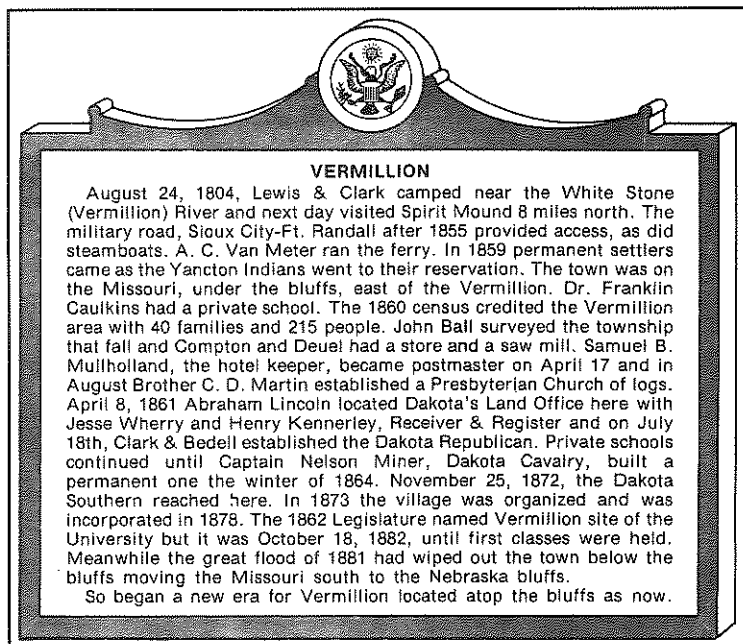 VERMILLION
August 24, 1804, Lewis & Clark camped near the White Stone
(Vermillion) River and next day visited Spirit Mound 8 miles north. The
military road, Sioux City-Ft. Randall after 1855 provided access, as did
steamboats. A. C. Van Meter ran the ferry. In 1859 permanent settlers
came as the Yancton Indians went to their reservation. The town was on
the Missouri, under the bluffs, east of the Vermillion. Dr. Franklin
Caulkins had a private school. The 1860 census credited the Vermillion
area with 40 families and 215 people. John Ball surveyed the township
that fall and Compton and Deuel had a store and a saw mill. Samuel B.
Mullholland, the hotel keeper, became postmaster on April 17 and in
August Brother C. D. Martin established a Presbyterian Church of logs.
April 8, 1861 Abraham Lincoln located Dakota's Land Office here with
Jesse Wherry and Henry Kennerley, Receiver & Register and on July
18th, Clark & Bedell established the Dakota Republican. Private schools
continued until Captain Nelson Miner, Dakota Cavalry, built a
permanent one the winter of 1864. November 25, 1872, the Dakota
Southern reached here. In 1873 the village was organized and was
incorporated in 1878. The 1862 Legislature named Vermillion site of the
University but it was October 18, 1882, until first classes were held.
Meanwhile the great flood of 1881 had wiped out the town below the
bluffs moving the Missouri south to the Nebraska bluffs.
So began a new era for Vermillion located atop the bluffs as now.